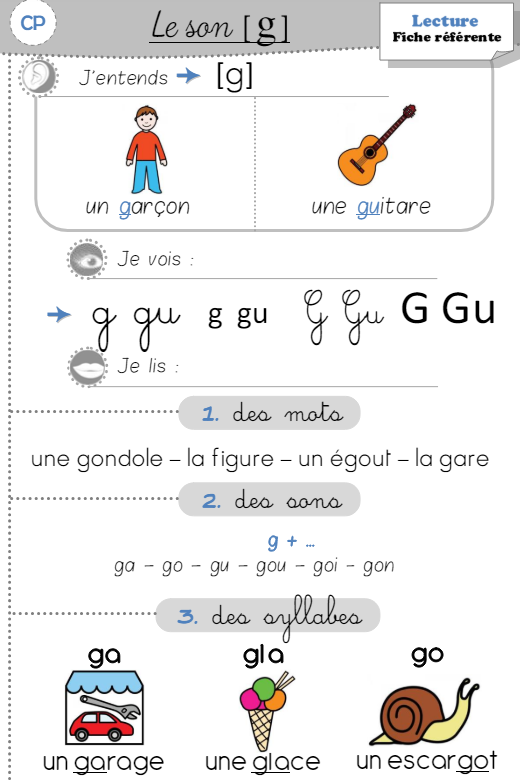 CP
Le son [g]
Lecture
Fiche référente
J'entends [g]
un garçon
une guitare
Je vois :
g gu g gu G Gu G Gu
Je lis :
1. des mots
une gondole – la figure – un égout – la gare
2. des sons
g + ...
ga – go – gu – gou – goi – gon
3. des syllabes
ga gla go
un garage une glace un escargot